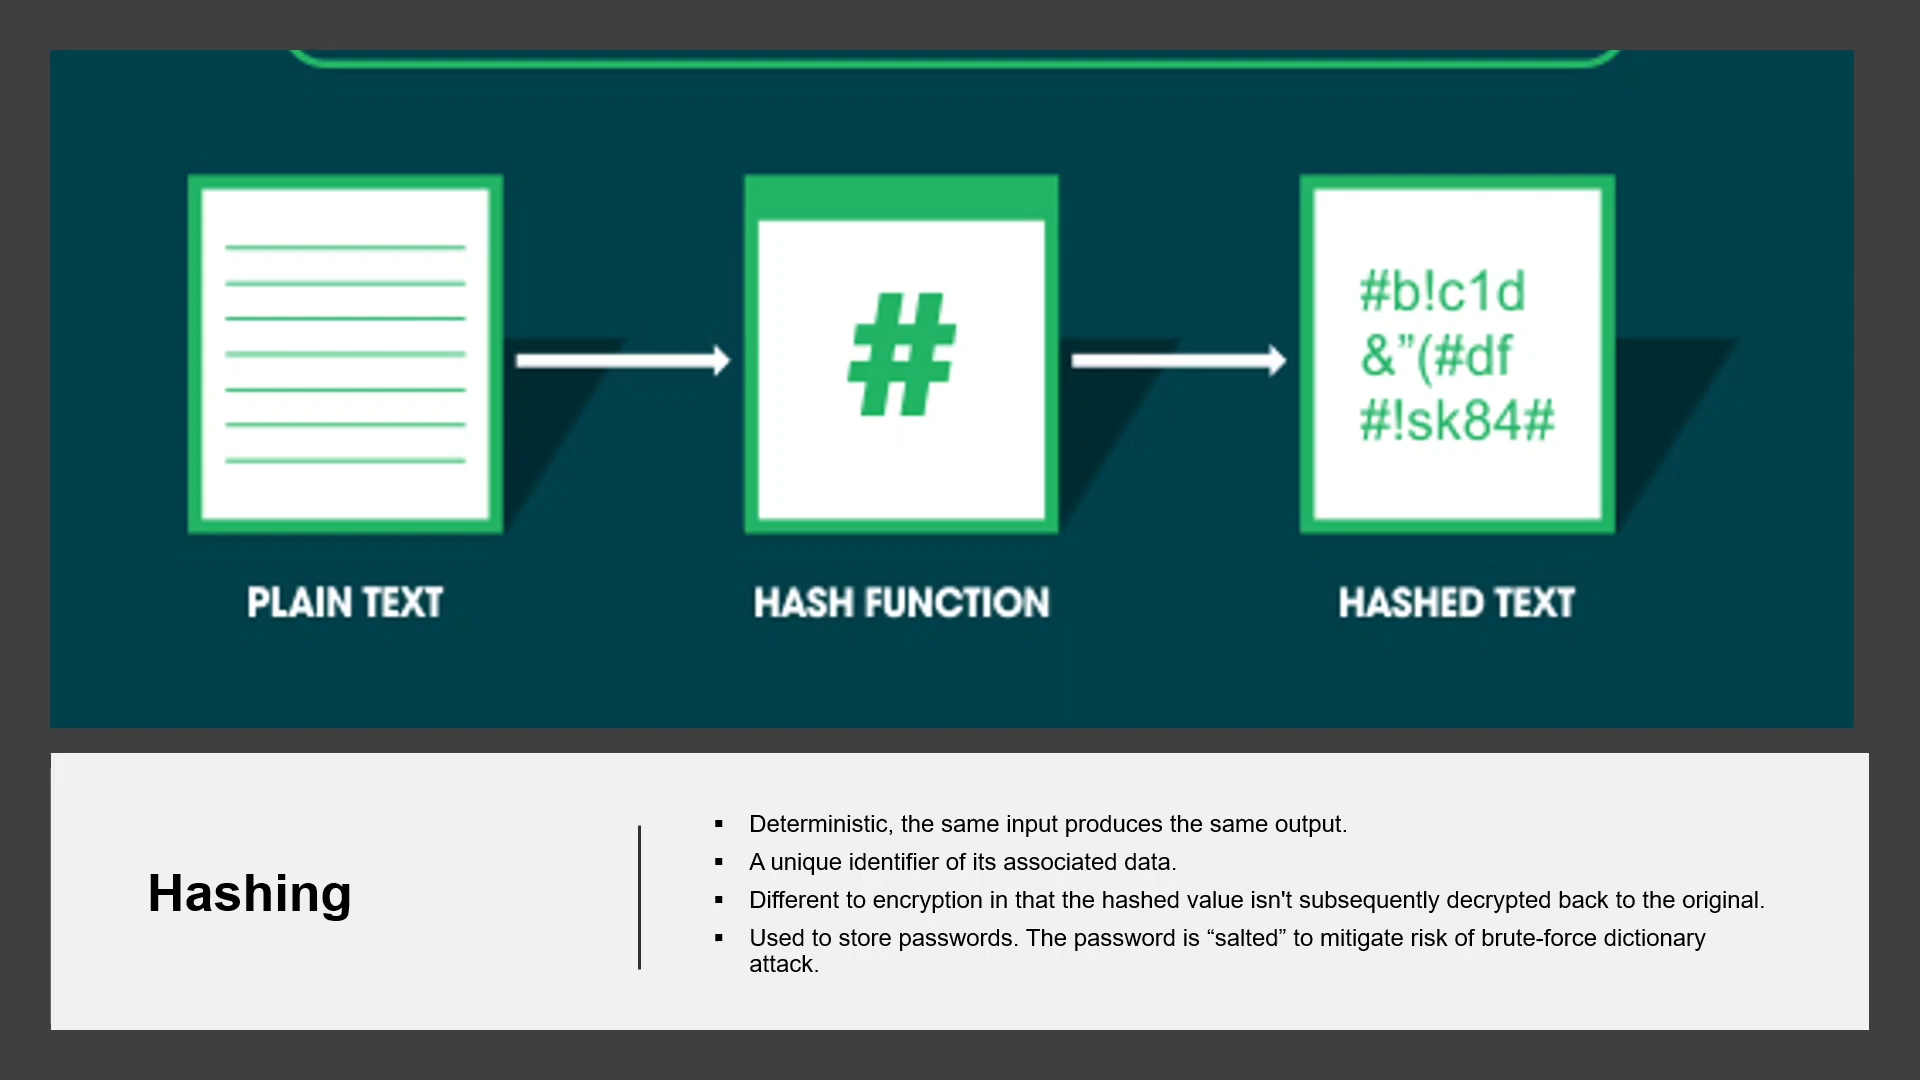 #b!c1d
&”(#df
#!sk84#
#
PLAIN TEXT
HASH FUNCTION
HASHED TEXT
Hashing
▪ Deterministic, the same input produces the same output.
▪ A unique identifier of its associated data.
▪ Different to encryption in that the hashed value isn't subsequently decrypted back to the original.
▪ Used to store passwords. The password is “salted” to mitigate risk of brute-force dictionary
attack.